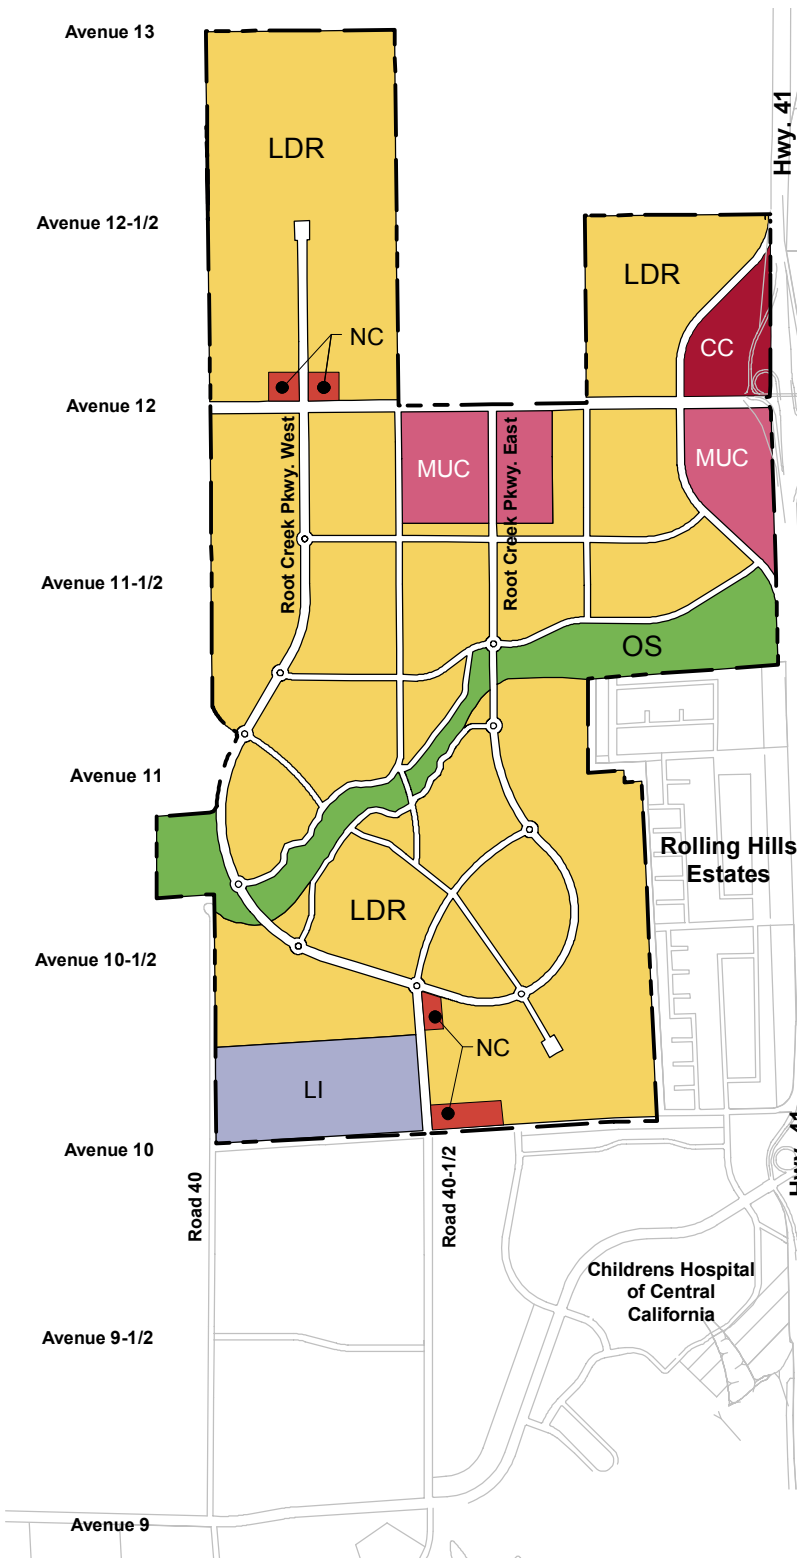 Avenue 13
Hwy. 41
LDR
Avenue 12-1/2
LDR
NC
CC
Avenue 12
Root Creek Pkwy. West
Root Creek Pkwy. East
MUC
MUC
Avenue 11-1/2
OS
Avenue 11
Rolling Hills
Estates
LDR
Avenue 10-1/2
NC
LI
Avenue 10
Hwy. 41
Road 40
Road 40-1/2
Childrens Hospital
of Central
California
Avenue 9-1/2
Avenue 9